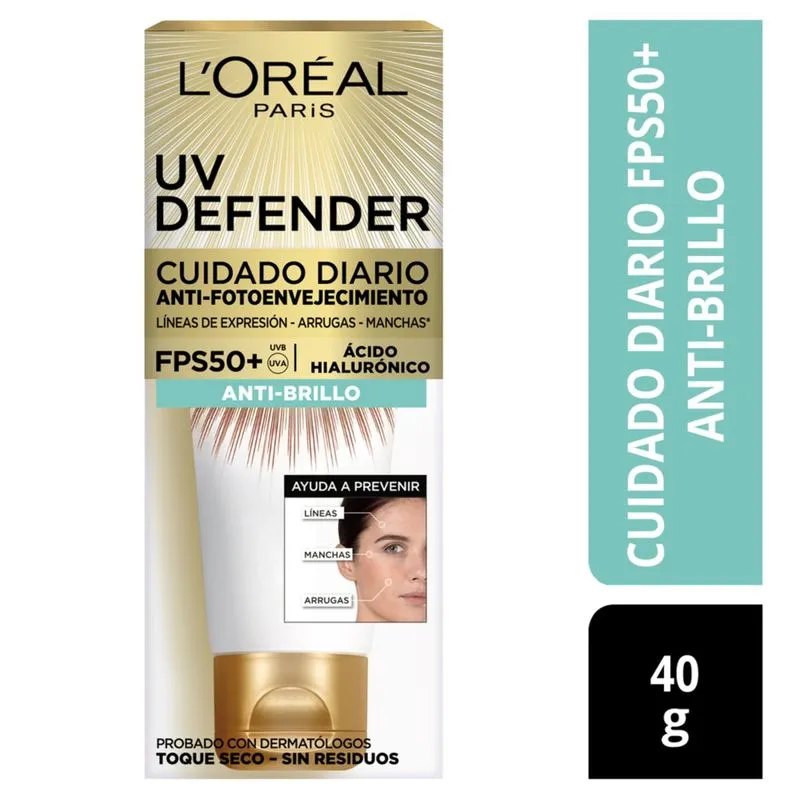 L'ORÉAL
PARiS
UV
DEFENDER
CUIDADO DIARIO
ANTI-FOTOENVEJECIMIENTO
LÍNEAS DE EXPRESIÓN - ARRUGAS - MANCHAS*
FPS50+ UVB UVA
ÁCIDO
HIALURÓNICO
ANTI-BRILLO
AYUDA A PREVENIR
LÍNEAS
MANCHAS
ARRUGAS
PROBADO CON DERMATÓLOGOS
TOQUE SECO – SIN RESIDUOS
CUIDADO DIARIO FPS50+
ANTI-BRILLO
40
g